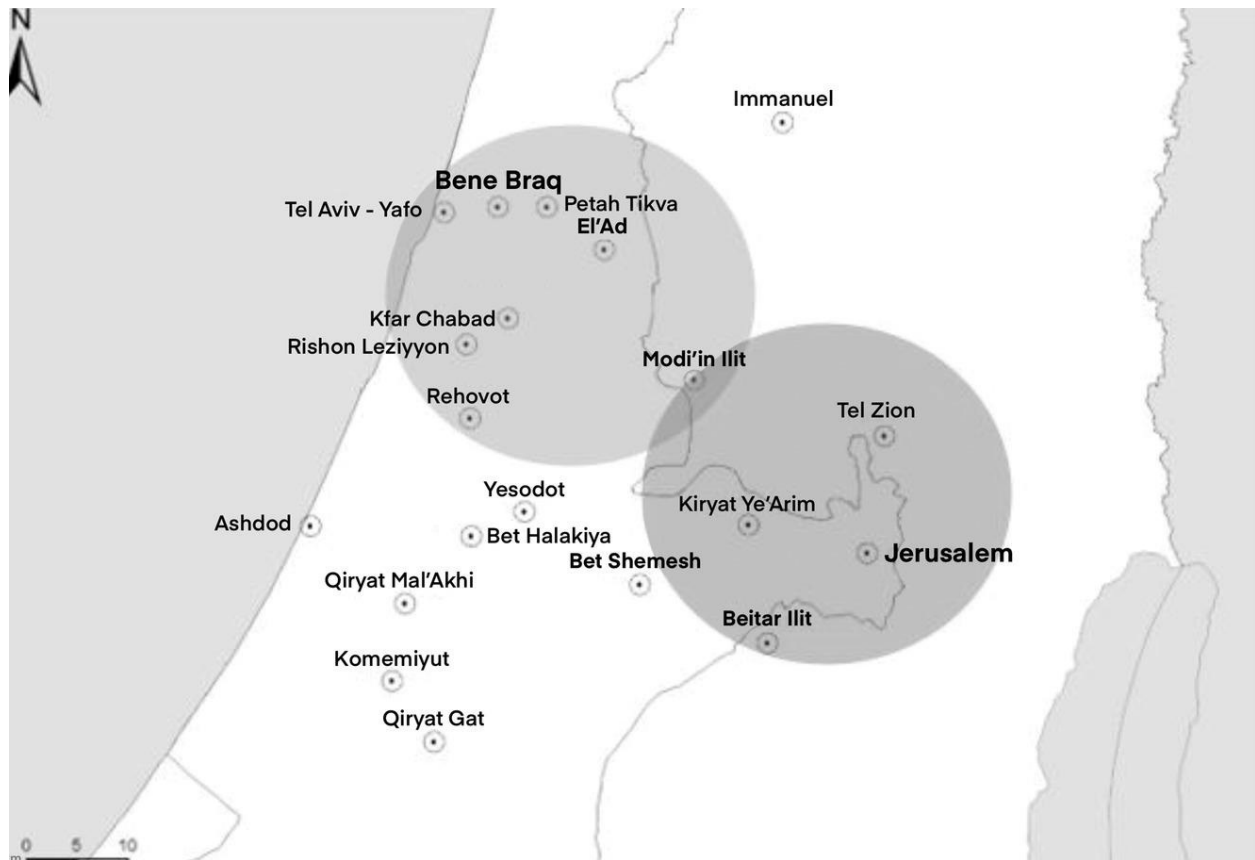 N
Immanuel
Bene Braq
Tel Aviv - Yafo
Petah Tikva
El'Ad
Kfar Chabad
Rishon Leziyyon
Modi'in Ilit
Rehovot
Tel Zion
Yesodot
Kiryat Ye'Arim
Ashdod
Bet Halakiya
Bet Shemesh
Jerusalem
Qiryat Mal'Akhi
Beitar Ilit
Komemiyut
Qiryat Gat
0 5 10